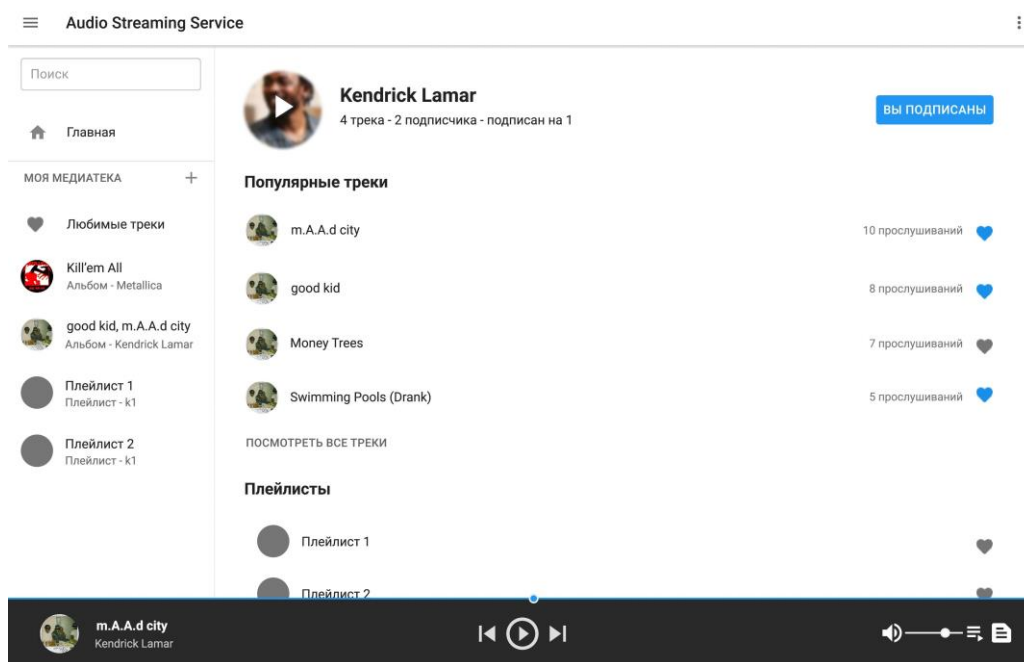 Audio Streaming Service
Поиск
Главная
МОЯ МЕДИАТЕКА
Любимые треки
Kill'em All
Альбом - Metallica
good kid, m.A.A.d city
Альбом - Kendrick Lamar
Плейлист 1
Плейлист - k1
Плейлист 2
Плейлист - k1
Kendrick Lamar
4 трека - 2 подписчика - подписан на 1
ВЫ ПОДПИСАНЫ
Популярные треки
m.A.A.d city
10 прослушиваний
good kid
8 прослушиваний
Money Trees
7 прослушиваний
Swimming Pools (Drank)
5 прослушиваний
ПОСМОТРЕТЬ ВСЕ ТРЕКИ
Плейлисты
Плейлист 1
Плейлист 2
m.A.A.d city
Kendrick Lamar